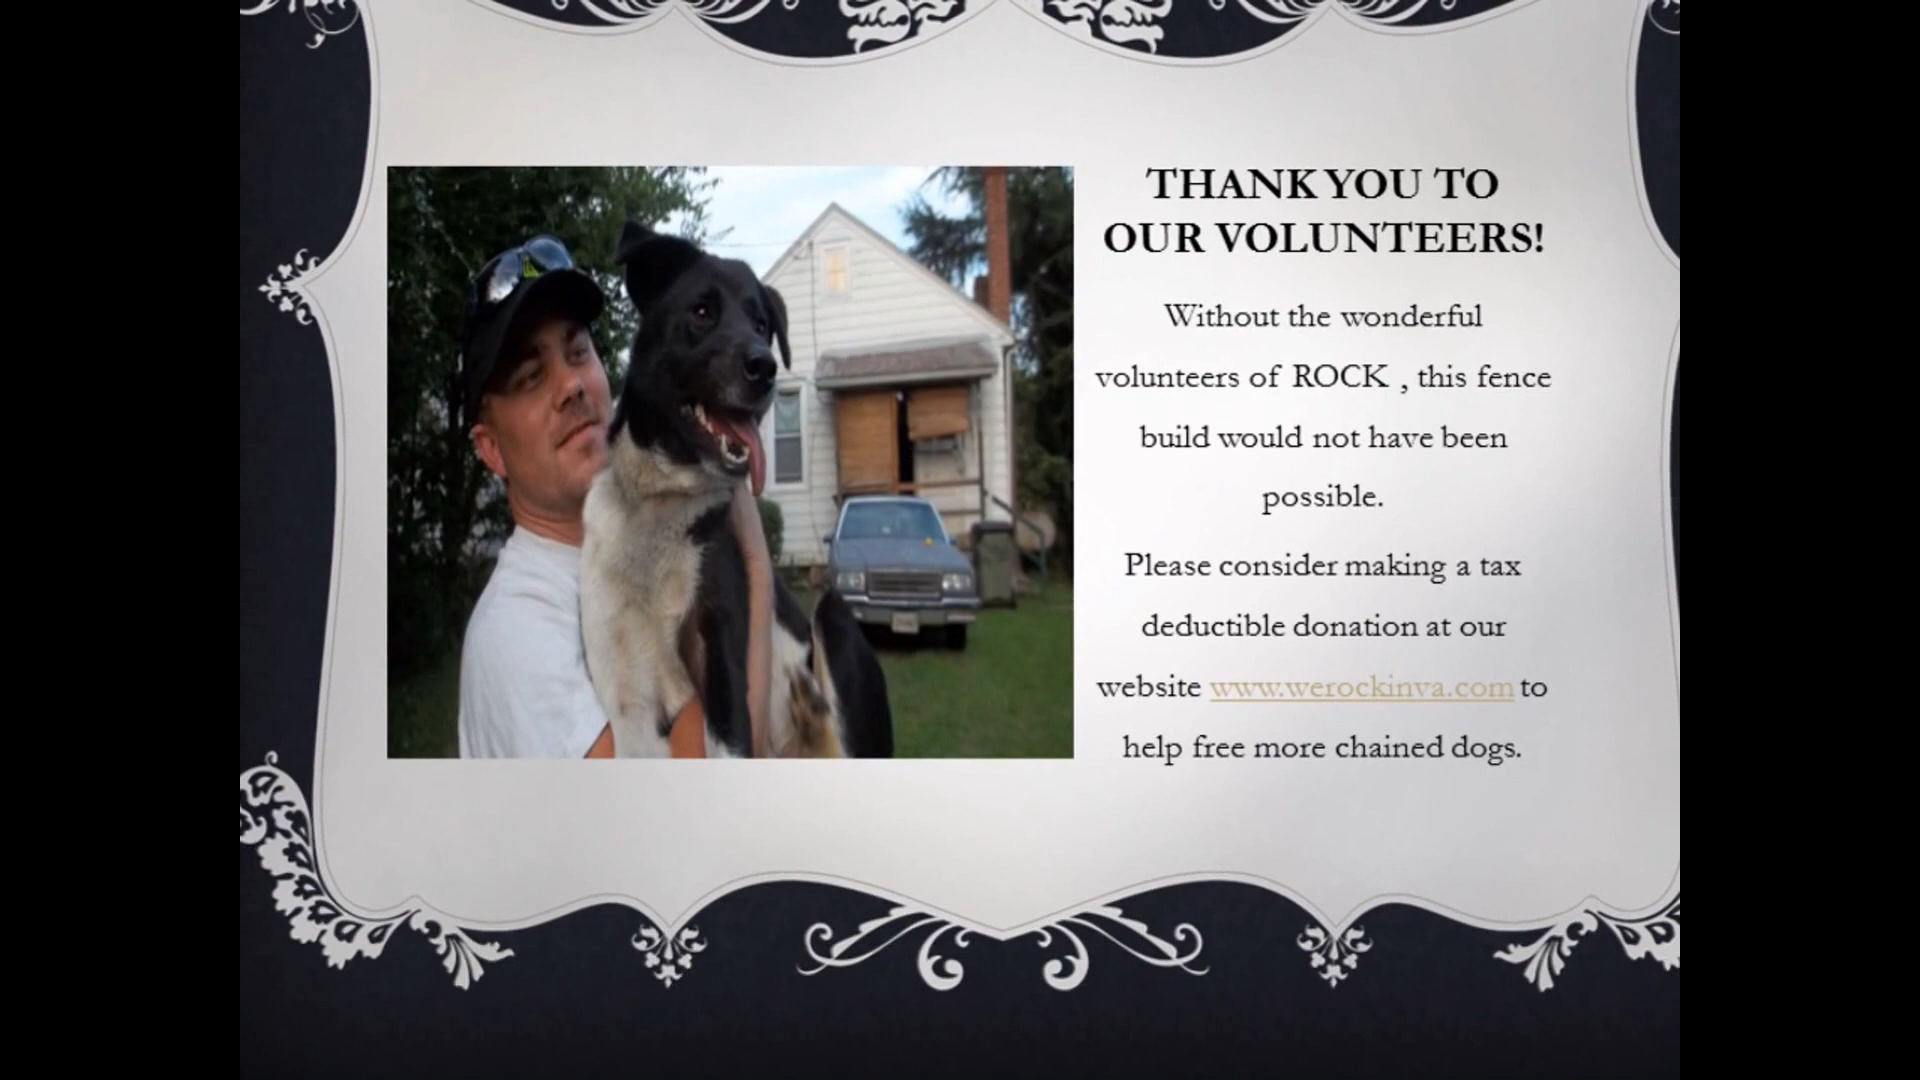 THANK YOU TO
OUR VOLUNTEERS!
Without the wonderful
volunteers of ROCK , this fence
build would not have been
possible.
Please consider making a tax
deductible donation at our
website www.werockinva.com to
help free more chained dogs.